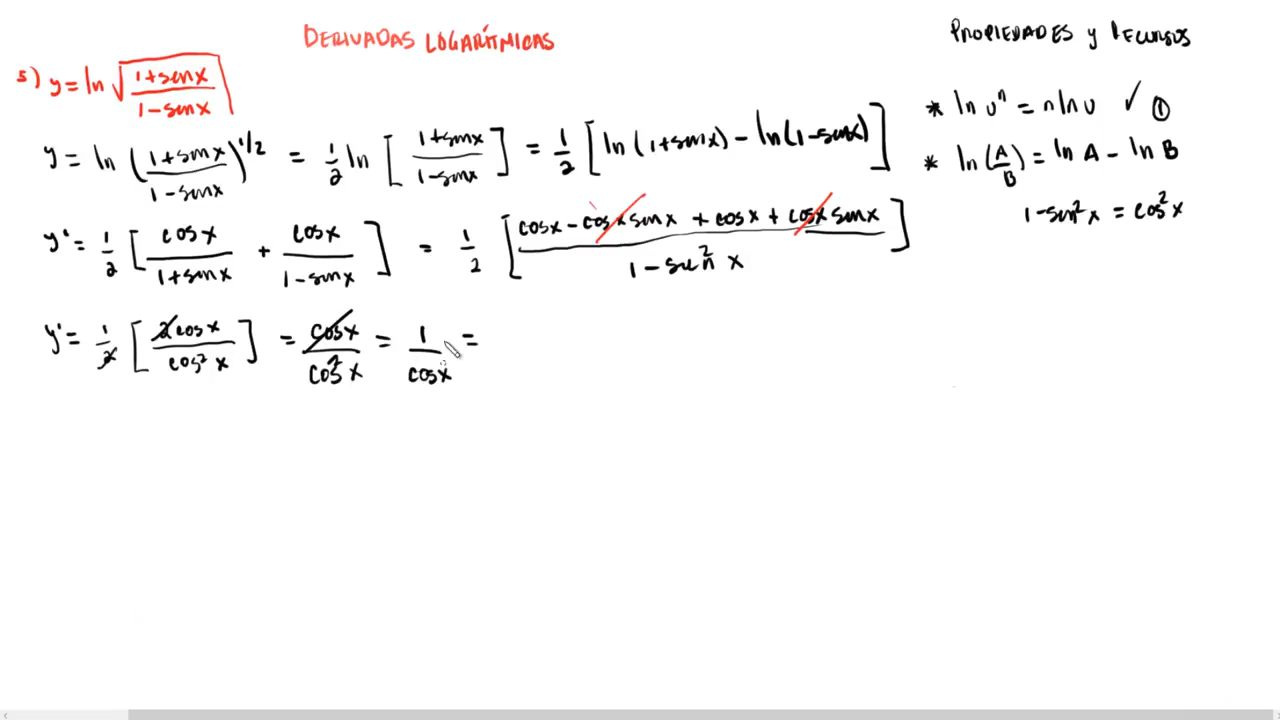 DERIVADAS LOGARÍTMICAS
PROPIEDADES y RECURSOS
5) y = ln √((1+senx)/(1-senx))
* ln uⁿ = n ln u ✓ ①
* ln(A/B) = ln A - ln B
1-sen²x = cos²x
y = ln ((1+senx)/(1-senx))^1/2 = 1/2 ln [(1+senx)/(1-senx)] = 1/2 [ln (1+senx) - ln (1-senx)]
y' = 1/2 [cosx/(1+senx) + cosx/(1-senx)] = 1/2 [(cosx - cosx senx + cosx + cosx senx)/(1-sen²x)]
y' = 1/2 [2cosx/cos²x] = cosx/cos²x = 1/cosx =